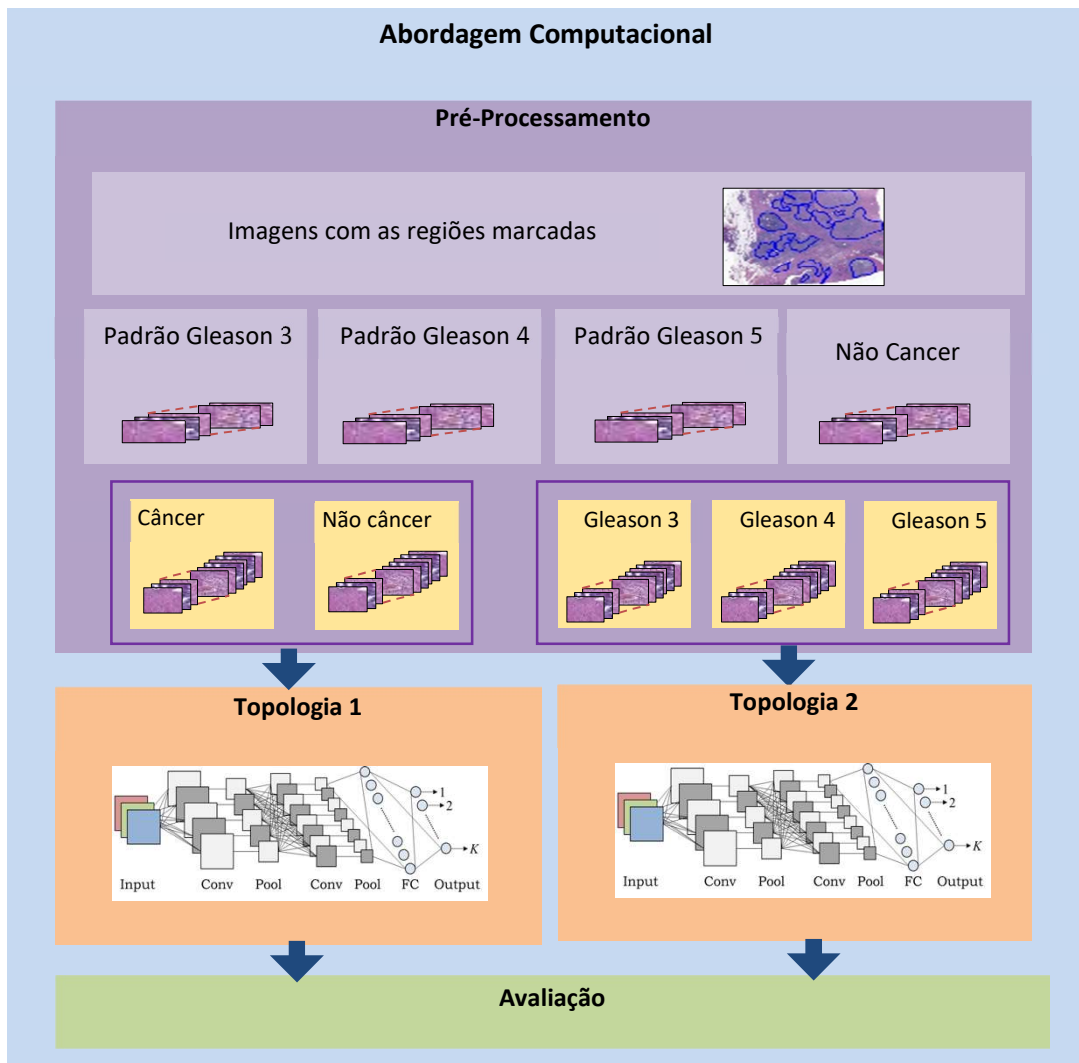 Abordagem Computacional
Pré-Processamento
Imagens com as regiões marcadas
Padrão Gleason 3
Padrão Gleason 4
Padrão Gleason 5
Não Cancer
Câncer
Não câncer
Gleason 3
Gleason 4
Gleason 5
Topologia 1
1
2
K
Input Conv Pool Conv Pool FC Output
Topologia 2
1
2
K
Input Conv Pool Conv Pool FC Output
Avaliação